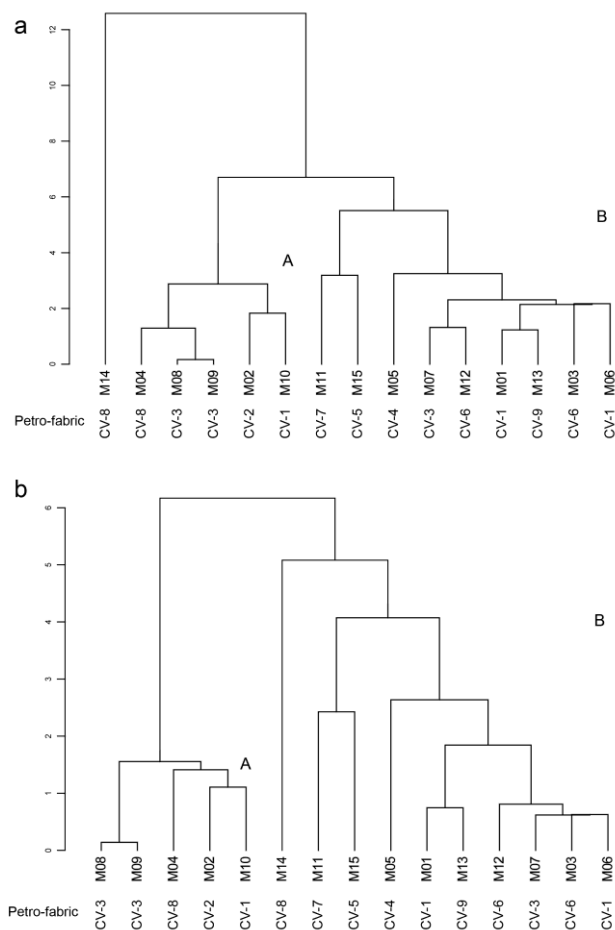 a
12
10
8
6
4
2
0
A
B
M14 M04 M08 M09 M02 M10 M11 M15 M05 M07 M12 M01 M13 M03 M06
Petro-fabric CV-8 CV-8 CV-3 CV-3 CV-2 CV-1 CV-7 CV-5 CV-4 CV-3 CV-6 CV-1 CV-9 CV-6 CV-1
b
6
5
4
3
2
1
0
B
A
M08 M09 M04 M02 M10 M14 M11 M15 M05 M01 M13 M12 M07 M03 M06
Petro-fabric CV-3 CV-3 CV-8 CV-2 CV-1 CV-8 CV-7 CV-5 CV-4 CV-1 CV-9 CV-6 CV-3 CV-6 CV-1